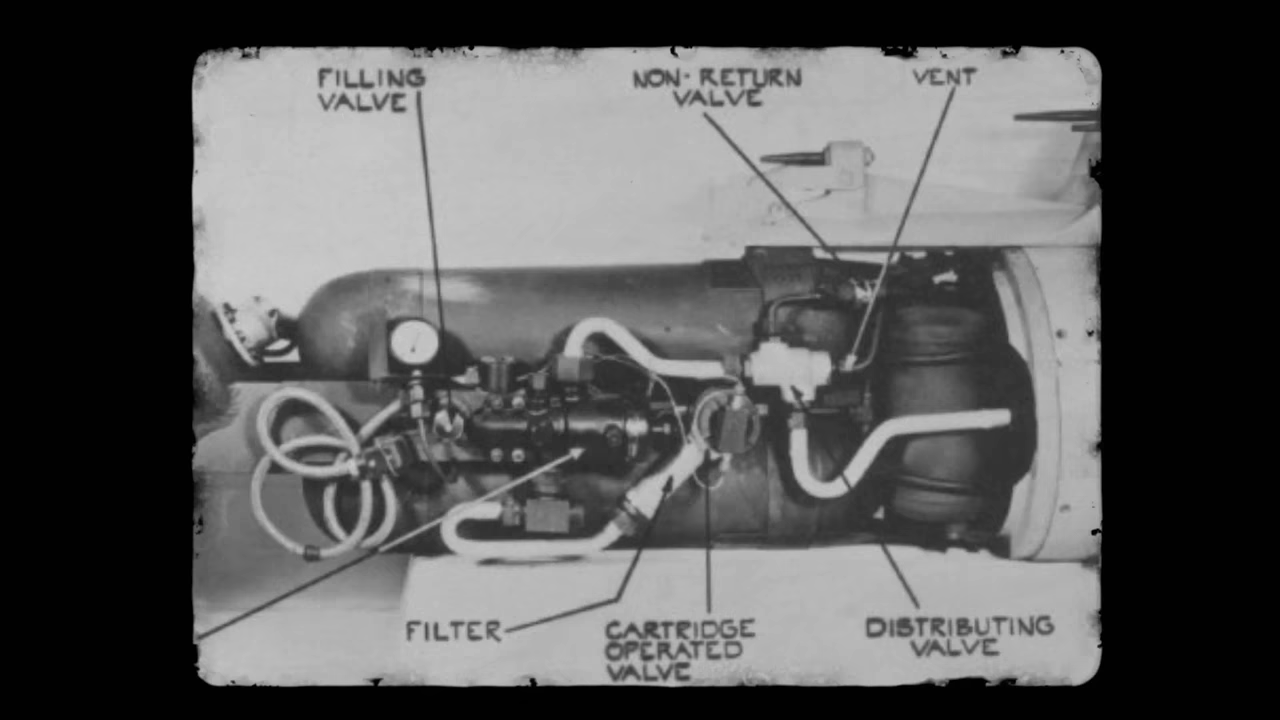 FILLING
VALVE
NON-RETURN
VALVE
VENT
FILTER
CARTRIDGE
OPERATED
VALVE
DISTRIBUTING
VALVE